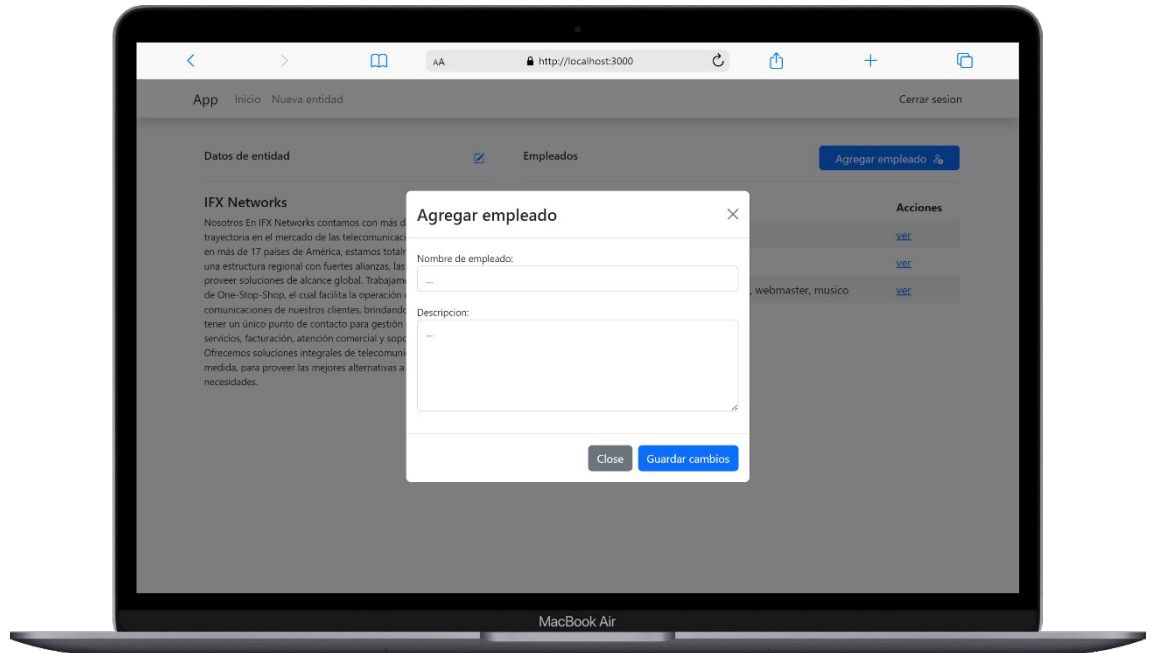 AA
http://localhost:3000
App Inicio Nueva entidad
Cerrar sesion
Datos de entidad
Empleados
Agregar empleado
IFX Networks
Nosotros En IFX Networks contamos con más d
trayectoria en el mercado de las telecomunicaci
en más de 17 países de América, estamos total
una estructura regional con fuertes alianzas, las
proveer soluciones de alcance global. Trabajam
de One-Stop-Shop, el cual facilita la operación
comunicaciones de nuestros clientes, brindando
tener un único punto de contacto para gestión
servicios, facturación, atención comercial y sopo
Ofrecemos soluciones integrales de telecomuni
medida, para proveer las mejores alternativas a
necesidades.
Acciones
ver
ver
, webmaster, musico ver
Agregar empleado
Nombre de empleado:
...
Descripcion:
...
Close
Guardar cambios
MacBook Air